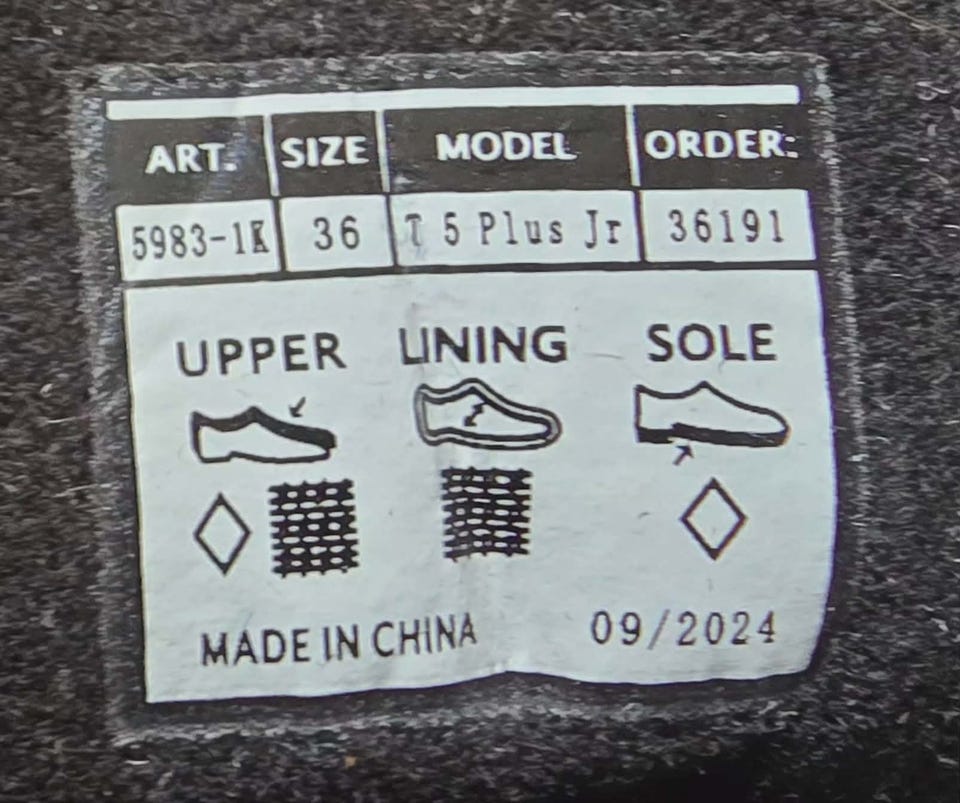 ART. SIZE MODEL ORDER:
5983-1K 36 T 5 Plus Jr 36191
UPPER LINING SOLE
MADE IN CHINA 09/2024